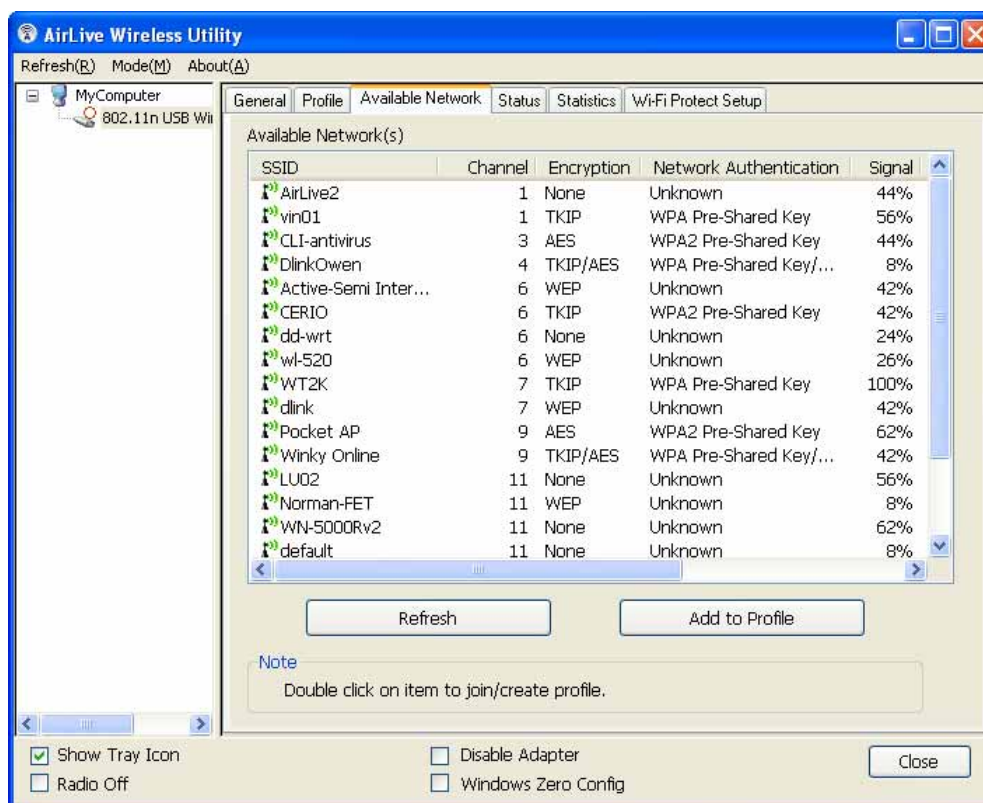 AirLive Wireless Utility
Refresh(R) Mode(M) About(A)
MyComputer
802.11n USB Wi
General Profile Available Network Status Statistics Wi-Fi Protect Setup
Available Network(s)
SSID Channel Encryption Network Authentication Signal
AirLive2 1 None Unknown 44%
vin01 1 TKIP WPA Pre-Shared Key 56%
CLI-antivirus 3 AES WPA2 Pre-Shared Key 44%
DlinkOwen 4 TKIP/AES WPA Pre-Shared Key/... 8%
Active-Semi Inter... 6 WEP Unknown 42%
CERIO 6 TKIP WPA2 Pre-Shared Key 42%
dd-wrt 6 None Unknown 24%
wl-520 6 WEP Unknown 26%
WT2K 7 TKIP WPA Pre-Shared Key 100%
dlink 7 WEP Unknown 42%
Pocket AP 9 AES WPA2 Pre-Shared Key 62%
Winky Online 9 TKIP/AES WPA Pre-Shared Key/... 42%
LU02 11 None Unknown 56%
Norman-FET 11 WEP Unknown 8%
WN-5000Rv2 11 None Unknown 62%
default 11 None Unknown 8%
Refresh Add to Profile
Note
Double click on item to join/create profile.
Show Tray Icon Disable Adapter
Close
Radio Off Windows Zero Config